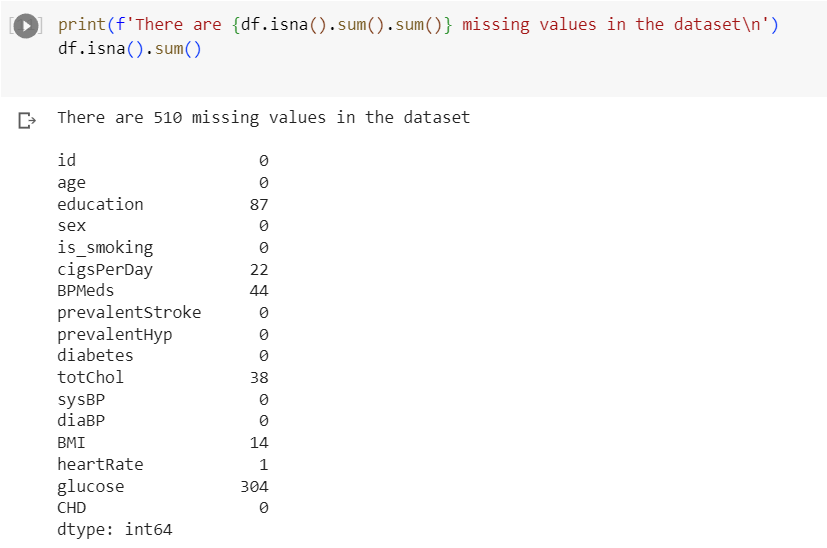 print(f'There are {df.isna().sum().sum()} missing values in the dataset\n')
df.isna().sum()
There are 510 missing values in the dataset
id 0
age 0
education 87
sex 0
is_smoking 0
cigsPerDay 22
BPMeds 44
prevalentStroke 0
prevalentHyp 0
diabetes 0
totChol 38
sysBP 0
diaBP 0
BMI 14
heartRate 1
glucose 304
CHD 0
dtype: int64